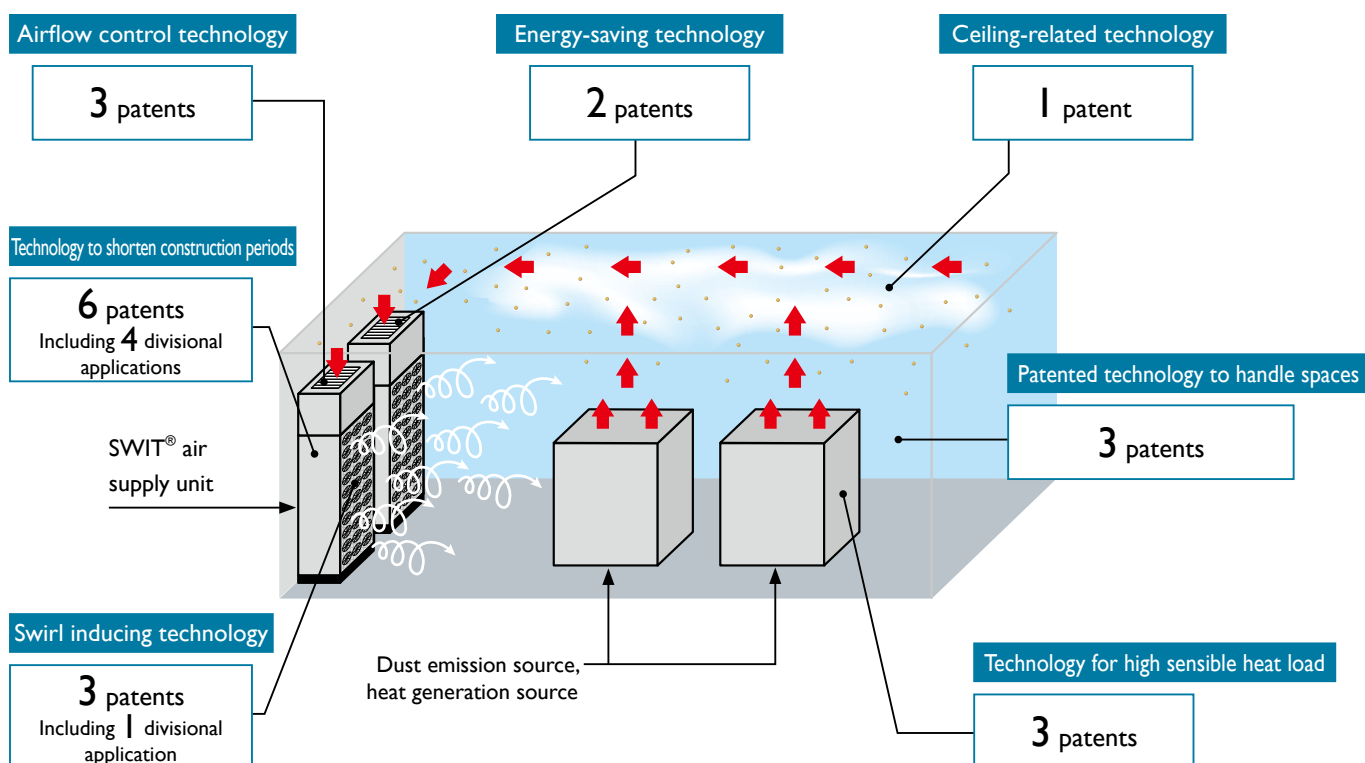 Airflow control technology
3 patents
Energy-saving technology
2 patents
Ceiling-related technology
1 patent
Technology to shorten construction periods
6 patents
Including 4 divisional
applications
Patented technology to handle spaces
3 patents
SWIT® air
supply unit
Swirl inducing technology
3 patents
Including 1 divisional
application
Dust emission source,
heat generation source
Technology for high sensible heat load
3 patents